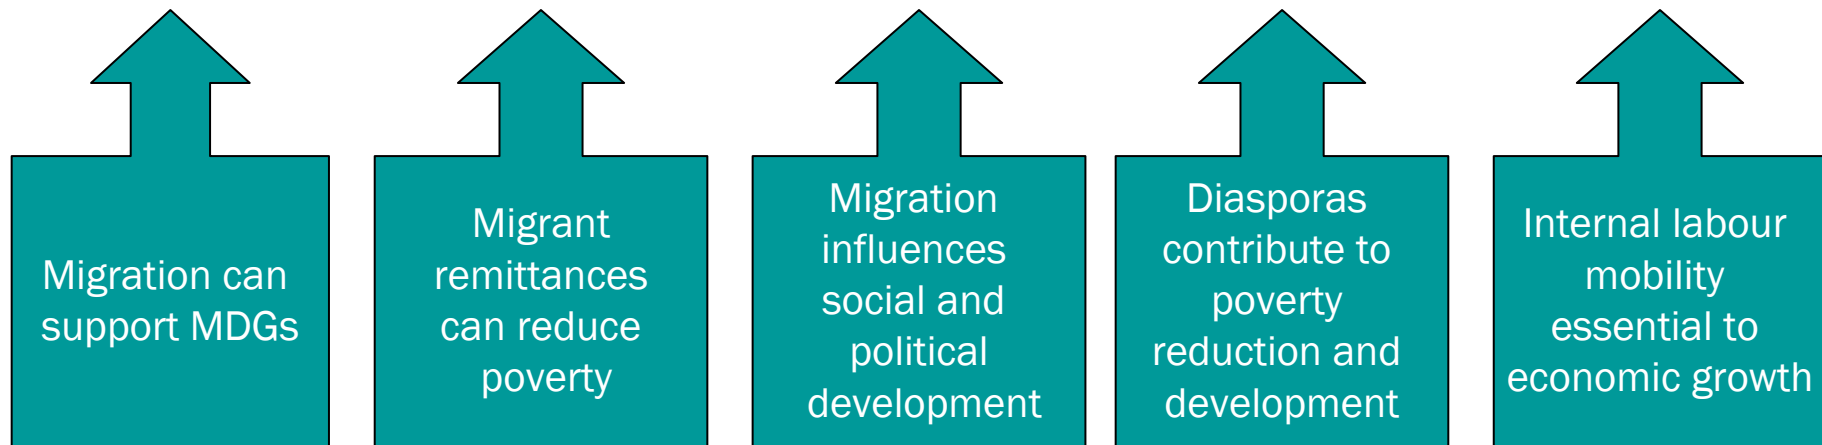 Migration can
support MDGs
Migrant
remittances
can reduce
poverty
Migration
influences
social and
political
development
Diasporas
contribute to
poverty
reduction and
development
Internal labour
mobility
essential to
economic growth